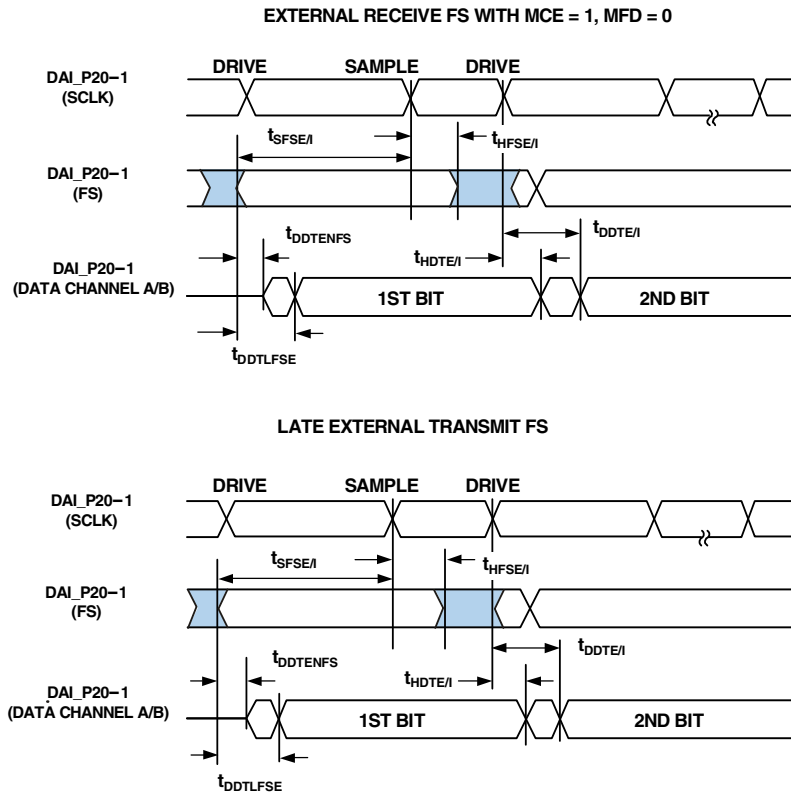 EXTERNAL RECEIVE FS WITH MCE = 1, MFD = 0
DRIVE SAMPLE DRIVE
DAI_P20–1
(SCLK)
tSFSE/I tHFSE/I
DAI_P20–1
(FS)
tDDTENFS tHDTE/I tDDTE/I
DAI_P20–1
(DATA CHANNEL A/B)
1ST BIT 2ND BIT
tDDTLFSE
LATE EXTERNAL TRANSMIT FS
DRIVE SAMPLE DRIVE
DAI_P20–1
(SCLK)
tSFSE/I tHFSE/I
DAI_P20–1
(FS)
tDDTENFS tHDTE/I tDDTE/I
DAI_P20–1
(DATA CHANNEL A/B)
1ST BIT 2ND BIT
tDDTLFSE